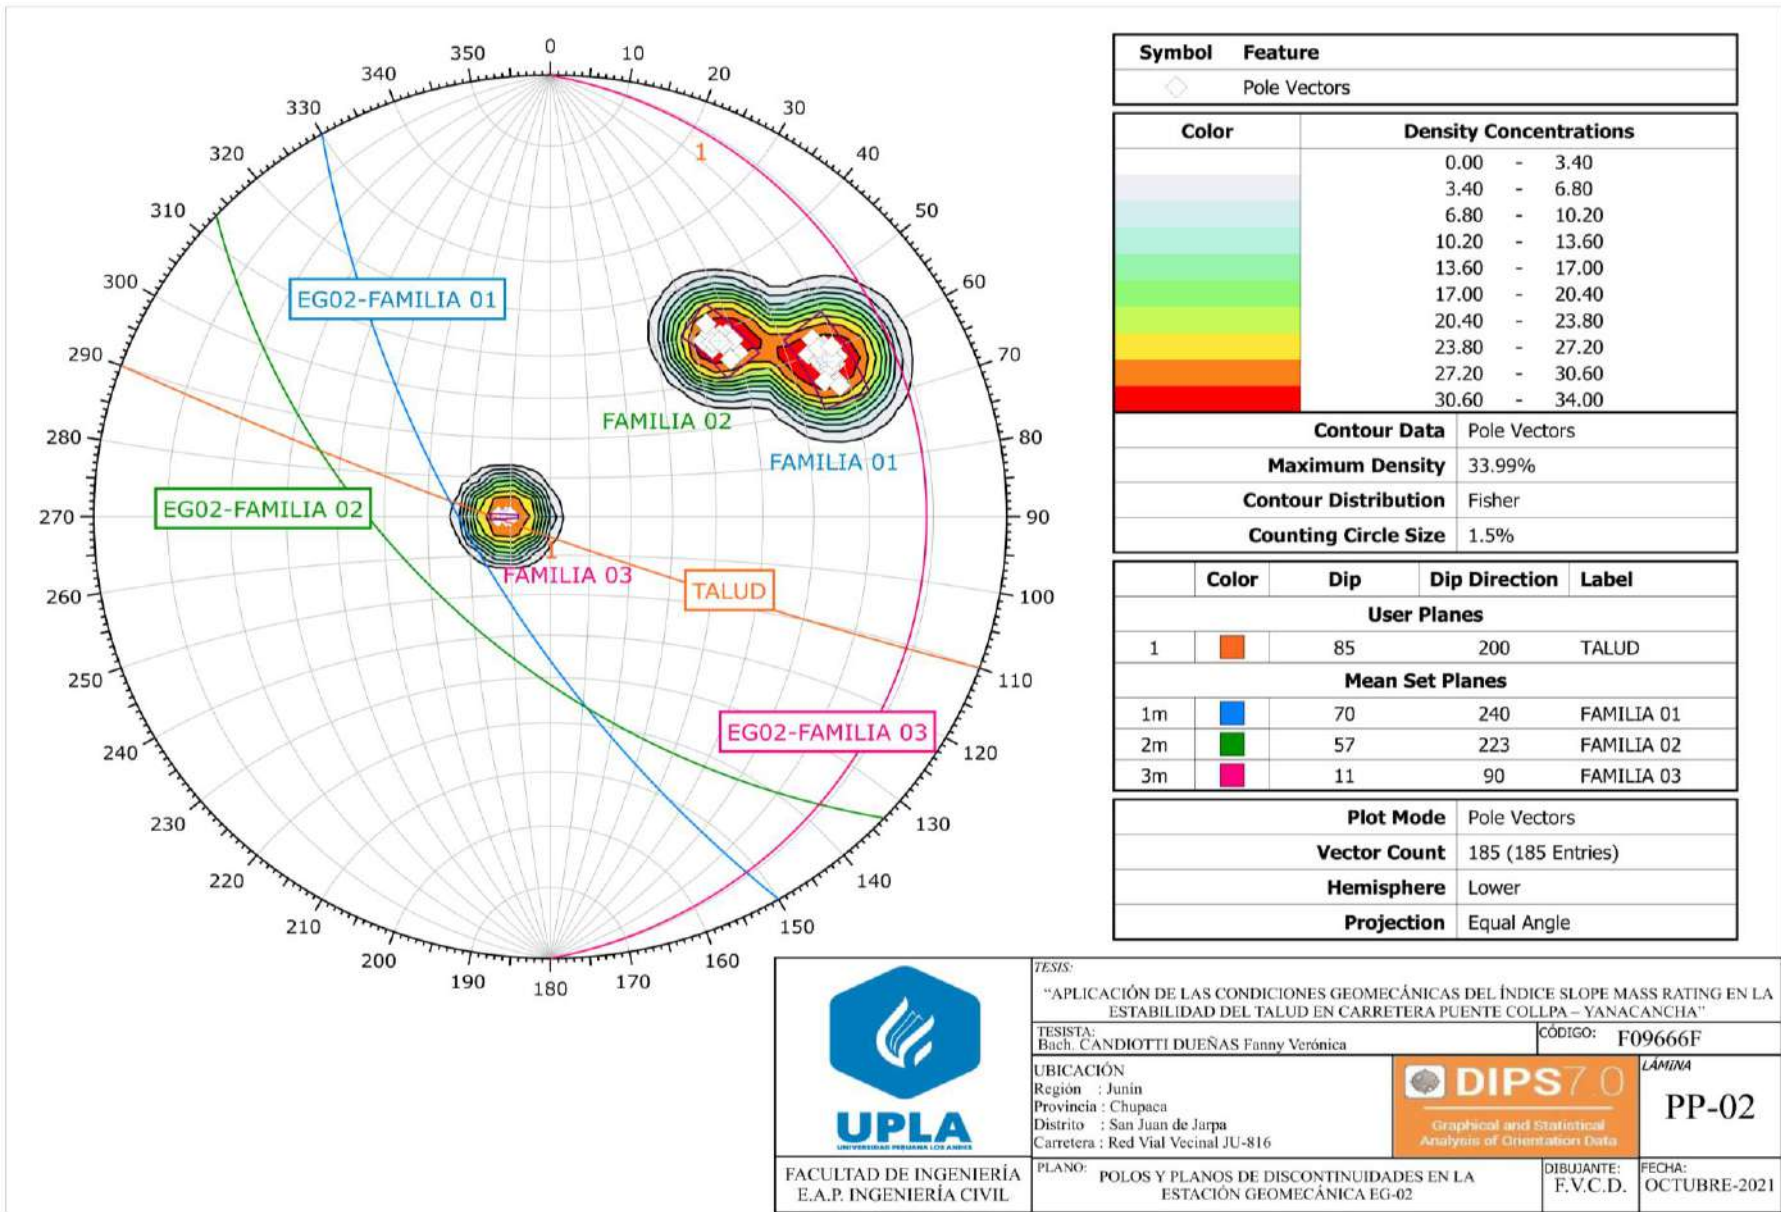 0
10
20
30
40
50
60
70
80
90
100
110
120
130
140
150
160
170
180
190
200
210
220
230
240
250
260
270
280
290
300
310
320
330
340
350
1
EG02-FAMILIA 01
FAMILIA 02
FAMILIA 01
EG02-FAMILIA 02
1
FAMILIA 03
TALUD
EG02-FAMILIA 03
Symbol Feature
Pole Vectors
Color Density Concentrations
0.00 - 3.40
3.40 - 6.80
6.80 - 10.20
10.20 - 13.60
13.60 - 17.00
17.00 - 20.40
20.40 - 23.80
23.80 - 27.20
27.20 - 30.60
30.60 - 34.00
Contour Data Pole Vectors
Maximum Density 33.99%
Contour Distribution Fisher
Counting Circle Size 1.5%
Color Dip Dip Direction Label
User Planes
1 85 200 TALUD
Mean Set Planes
1m 70 240 FAMILIA 01
2m 57 223 FAMILIA 02
3m 11 90 FAMILIA 03
Plot Mode Pole Vectors
Vector Count 185 (185 Entries)
Hemisphere Lower
Projection Equal Angle
UPLA
UNIVERSIDAD PERUANA LOS ANDES
FACULTAD DE INGENIERÍA
E.A.P. INGENIERÍA CIVIL
TESIS:
“APLICACIÓN DE LAS CONDICIONES GEOMECÁNICAS DEL ÍNDICE SLOPE MASS RATING EN LA
ESTABILIDAD DEL TALUD EN CARRETERA PUENTE COLLPA – YANACANCHA”
TESISTA:
Bach. CANDIOTTI DUEÑAS Fanny Verónica
CÓDIGO: F09666F
UBICACIÓN
Región : Junín
Provincia : Chupaca
Distrito : San Juan de Jarpa
Carretera : Red Vial Vecinal JU-816
DIPS 7.0
Graphical and Statistical
Analysis of Orientation Data
LÁMINA
PP-02
PLANO: POLOS Y PLANOS DE DISCONTINUIDADES EN LA
ESTACIÓN GEOMECÁNICA EG-02
DIBUJANTE:
F.V.C.D.
FECHA:
OCTUBRE-2021